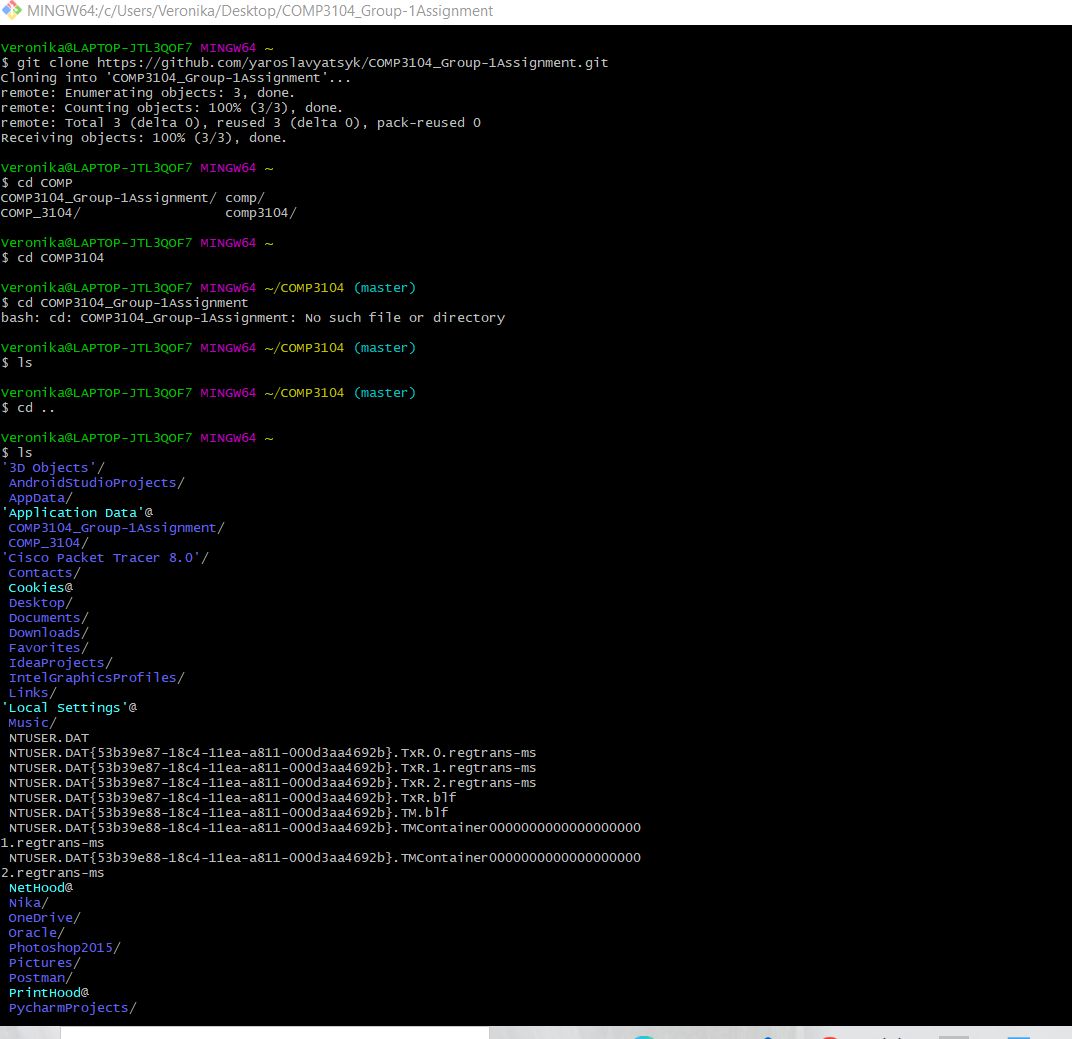 MINGW64:/c/Users/Veronika/Desktop/COMP3104_Group-1Assignment
Veronika@LAPTOP-JTL3QOF7 MINGW64 ~
$ git clone https://github.com/yaroslavyatsyk/COMP3104_Group-1Assignment.git
Cloning into 'COMP3104_Group-1Assignment'...
remote: Enumerating objects: 3, done.
remote: Counting objects: 100% (3/3), done.
remote: Total 3 (delta 0), reused 3 (delta 0), pack-reused 0
Receiving objects: 100% (3/3), done.
Veronika@LAPTOP-JTL3QOF7 MINGW64 ~
$ cd COMP
COMP3104_Group-1Assignment/ comp/
COMP_3104/                  comp3104/
Veronika@LAPTOP-JTL3QOF7 MINGW64 ~
$ cd COMP3104
Veronika@LAPTOP-JTL3QOF7 MINGW64 ~/COMP3104 (master)
$ cd COMP3104_Group-1Assignment
bash: cd: COMP3104_Group-1Assignment: No such file or directory
Veronika@LAPTOP-JTL3QOF7 MINGW64 ~/COMP3104 (master)
$ ls
Veronika@LAPTOP-JTL3QOF7 MINGW64 ~/COMP3104 (master)
$ cd ..
Veronika@LAPTOP-JTL3QOF7 MINGW64 ~
$ ls
'3D Objects'/
AndroidStudioProjects/
AppData/
'Application Data'@
COMP3104_Group-1Assignment/
COMP_3104/
'Cisco Packet Tracer 8.0'/
Contacts/
Cookies@
Desktop/
Documents/
Downloads/
Favorites/
IdeaProjects/
IntelGraphicsProfiles/
Links/
'Local Settings'@
Music/
NTUSER.DAT
NTUSER.DAT{53b39e87-18c4-11ea-a811-000d3aa4692b}.TxR.0.regtrans-ms
NTUSER.DAT{53b39e87-18c4-11ea-a811-000d3aa4692b}.TxR.1.regtrans-ms
NTUSER.DAT{53b39e87-18c4-11ea-a811-000d3aa4692b}.TxR.2.regtrans-ms
NTUSER.DAT{53b39e87-18c4-11ea-a811-000d3aa4692b}.TxR.blf
NTUSER.DAT{53b39e88-18c4-11ea-a811-000d3aa4692b}.TM.blf
NTUSER.DAT{53b39e88-18c4-11ea-a811-000d3aa4692b}.TMContainer0000000000000000000
1.regtrans-ms
NTUSER.DAT{53b39e88-18c4-11ea-a811-000d3aa4692b}.TMContainer0000000000000000000
2.regtrans-ms
NetHood@
Nika/
OneDrive/
Oracle/
Photoshop2015/
Pictures/
Postman/
PrintHood@
PycharmProjects/